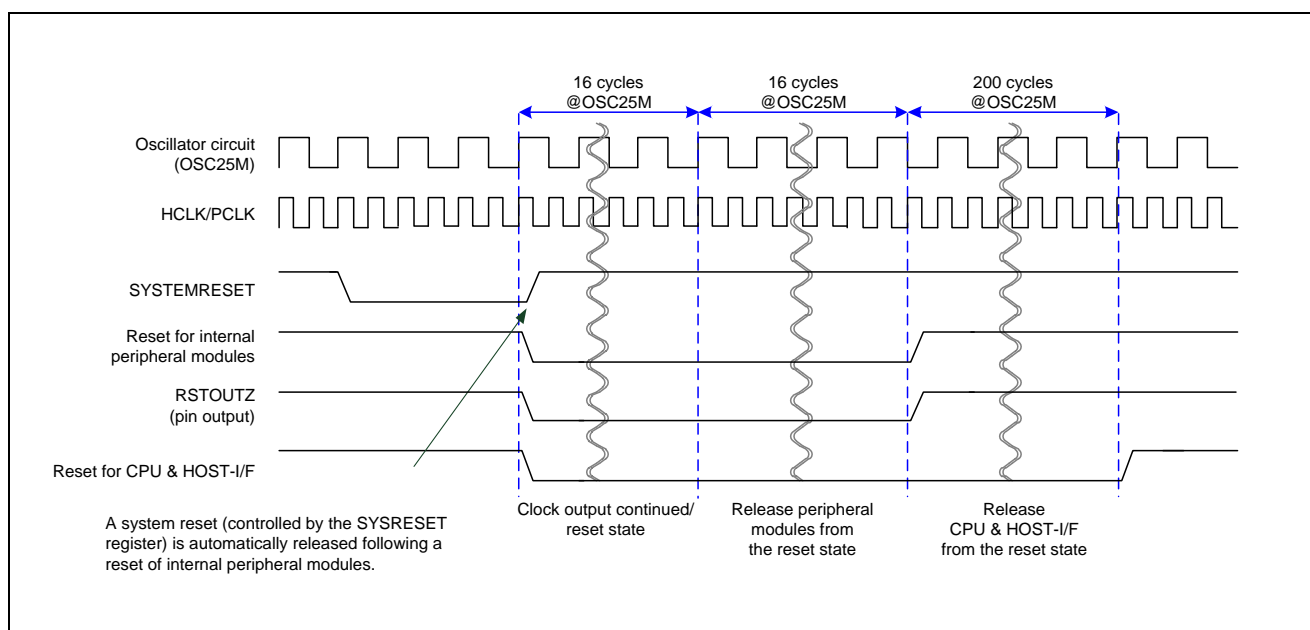 16 cycles
@OSC25M
16 cycles
@OSC25M
200 cycles
@OSC25M
Oscillator circuit
(OSC25M)
HCLK/PCLK
SYSTEMRESET
Reset for internal
peripheral modules
RSTOUTZ
(pin output)
Reset for CPU & HOST-I/F
A system reset (controlled by the SYSRESET
register) is automatically released following a
reset of internal peripheral modules.
Clock output continued/
reset state
Release peripheral
modules from
the reset state
Release
CPU & HOST-I/F
from the reset state